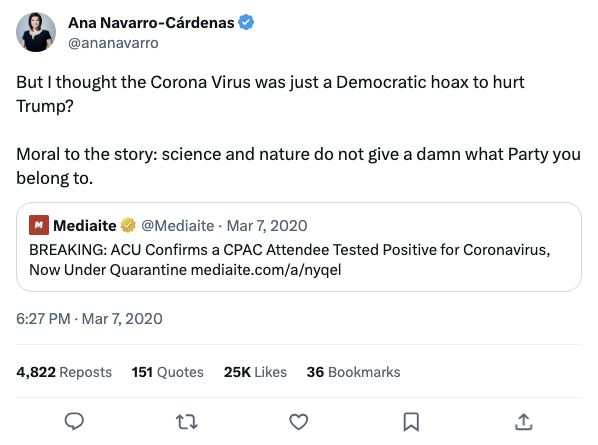 Ana Navarro-Cárdenas
@ananavarro
But I thought the Corona Virus was just a Democratic hoax to hurt
Trump?
Moral to the story: science and nature do not give a damn what Party you
belong to.
M Mediaite @Mediaite · Mar 7, 2020
BREAKING: ACU Confirms a CPAC Attendee Tested Positive for Coronavirus,
Now Under Quarantine mediaite.com/a/nyqel
6:27 PM · Mar 7, 2020
4,822 Reposts 151 Quotes 25K Likes 36 Bookmarks